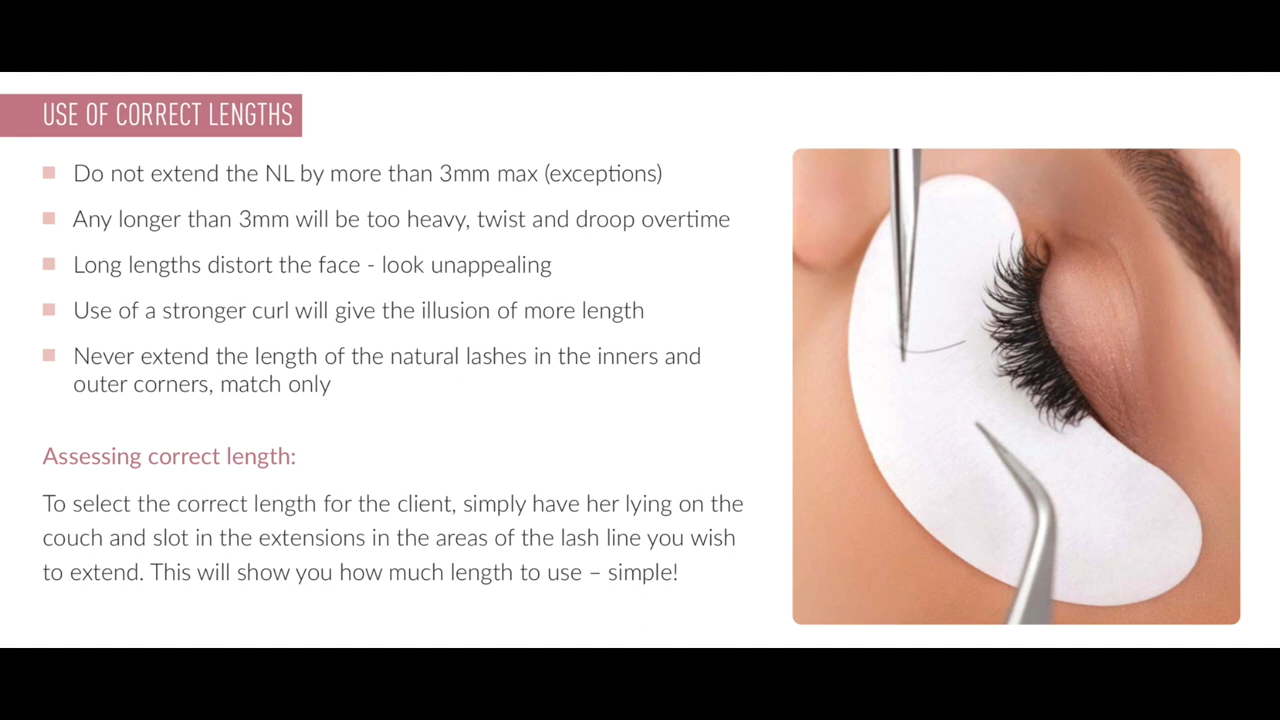 USE OF CORRECT LENGTHS
Do not extend the NL by more than 3mm max (exceptions)
Any longer than 3mm will be too heavy, twist and droop overtime
Long lengths distort the face - look unappealing
Use of a stronger curl will give the illusion of more length
Never extend the length of the natural lashes in the inners and
outer corners, match only
Assessing correct length:
To select the correct length for the client, simply have her lying on the
couch and slot in the extensions in the areas of the lash line you wish
to extend. This will show you how much length to use – simple!